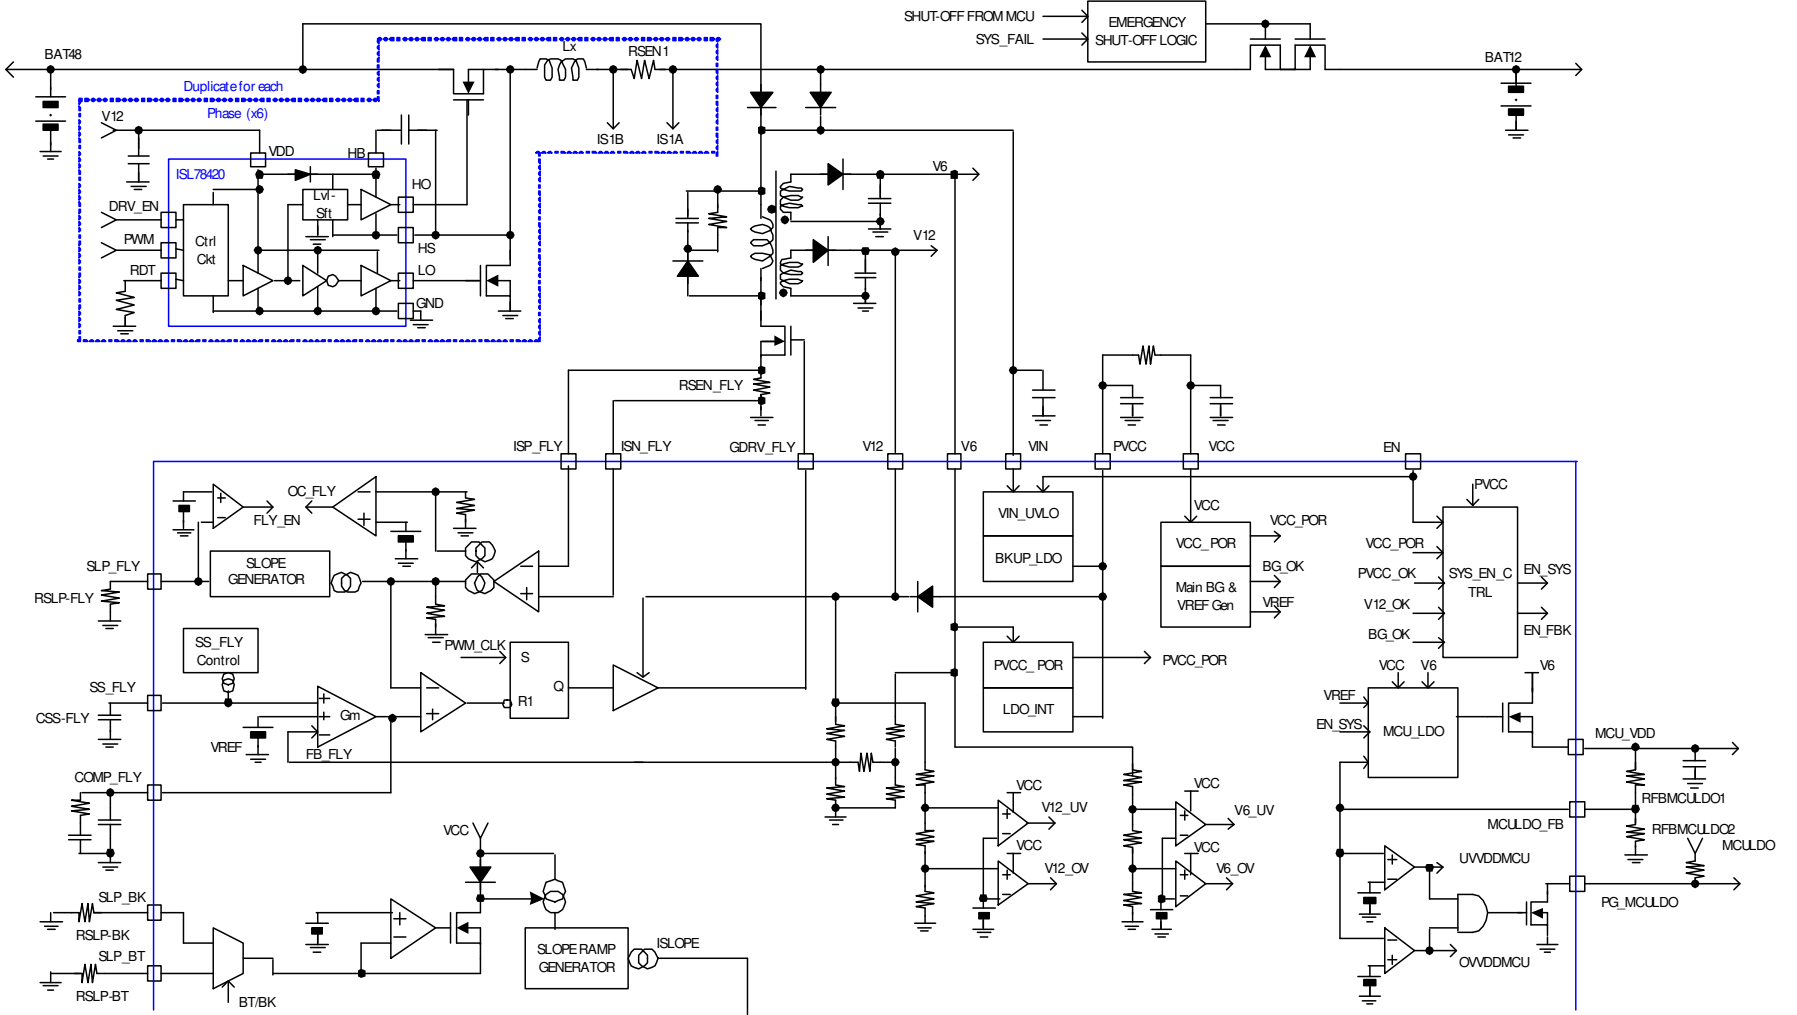 SHUT-OFF FROM MCU
SYS_FAIL
EMERGENCY
SHUT-OFF LOGIC
BAT48
Lx
RSEN1
BAT12
Duplicate for each
Phase (x6)
V12
IS1B
IS1A
VDD
HB
ISL78420
HO
Lvl-
Sft
DRV_EN
PWM
RDT
Ctrl
Ckt
HS
LO
GND
V6
V12
RSEN_FLY
ISP_FLY
ISN_FLY
GDRV_FLY
V12
V6
VIN
PVCC
VCC
EN
OC_FLY
FLY_EN
SLP_FLY
RSLP-FLY
SLOPE
GENERATOR
VIN_UVLO
BKUP_LDO
VCC
VCC_POR
Main BG &
VREF Gen
VCC_POR
BG_OK
VREF
PVCC
VCC_POR
PVCC_OK
V12_OK
BG_OK
SYS_EN_C
TRL
EN_SYS
EN_FBK
SS_FLY
Control
PWM_CLK
S
Q
R1
PVCC_POR
LDO_INT
PVCC_POR
SS_FLY
CSS-FLY
VREF
Gm
FB_FLY
VCC
V6
V6
VREF
EN_SYS
MCU_LDO
MCU_VDD
COMP_FLY
RFBMCULDO1
MCULDO_FB
RFBMCULDO2
MCULDO
VCC
V12_UV
VCC
V12_OV
VCC
V6_UV
VCC
V6_OV
UVVDDMCU
PG_MCULDO
OVVDDMCU
VCC
SLP_BK
RSLP-BK
SLP_BT
RSLP-BT
BT/BK
SLOPE RAMP
GENERATOR
ISLOPE